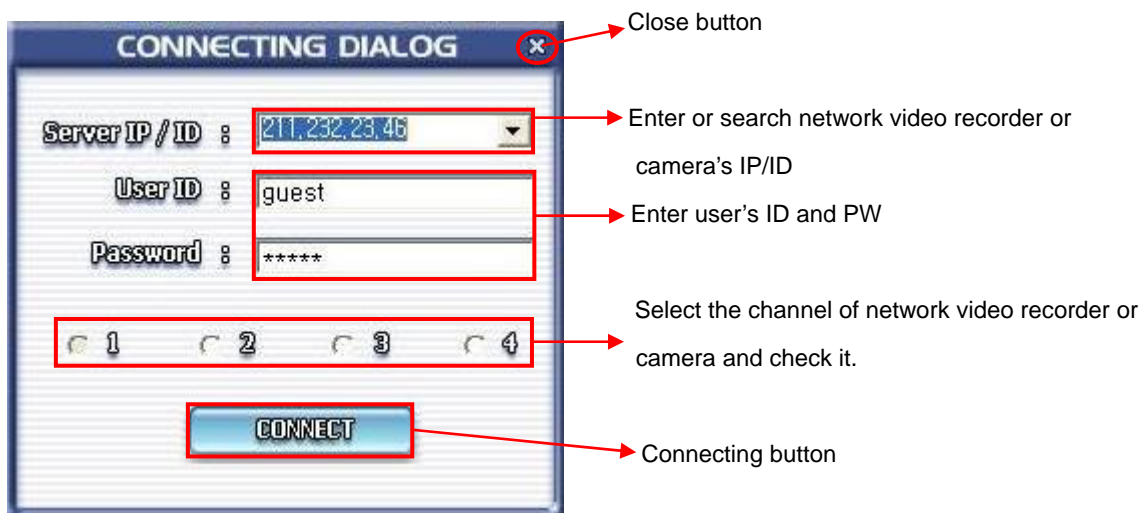 Close button
CONNECTING DIALOG
Server IP / ID : 211,232,23,46
Enter or search network video recorder or
camera's IP/ID
User ID : guest
Enter user's ID and PW
Password : *****
Select the channel of network video recorder or
camera and check it.
1 2 3 4
CONNECT
Connecting button